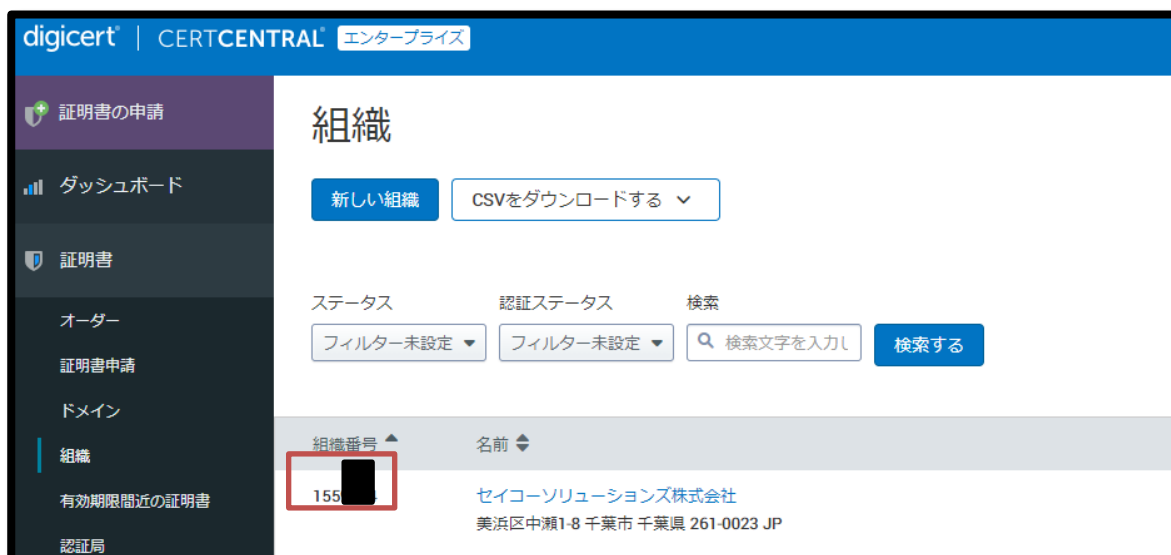 digicert | CERTCENTRAL エンタープライズ
証明書の申請
ダッシュボード
証明書
オーダー
証明書申請
ドメイン
組織
有効期限間近の証明書
認証局
組織
新しい組織 CSVをダウンロードする
ステータス 認証ステータス 検索
フィルター未設定 フィルター未設定 検索文字を入力し 検索する
組織番号 名前
セイコーソリューションズ株式会社
美浜区中瀬1-8 千葉市 千葉県 261-0023 JP